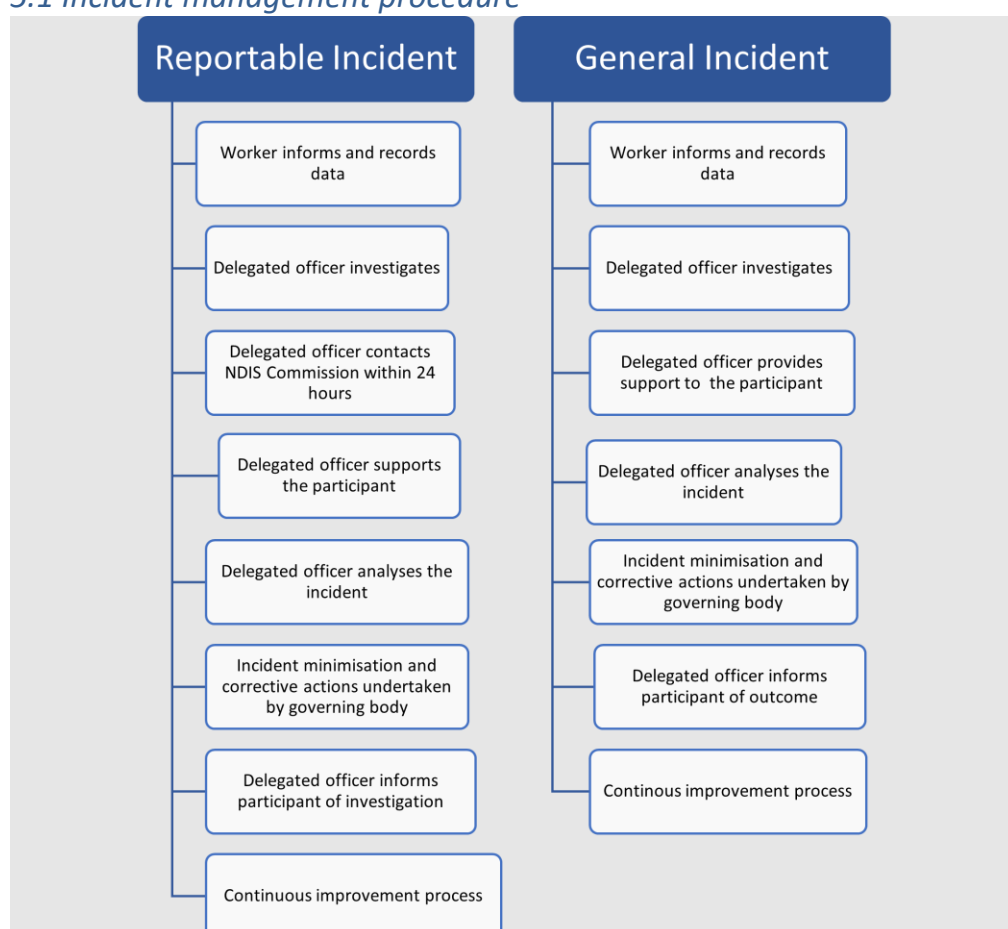 5.1 Incident management procedure
Reportable Incident
Worker informs and records
data
Delegated officer investigates
Delegated officer contacts
NDIS Commission within 24
hours
Delegated officer supports
the participant
Delegated officer analyses the
incident
Incident minimisation and
corrective actions undertaken
by governing body
Delegated officer informs
participant of investigation
Continuous improvement process
General Incident
Worker informs and records
data
Delegated officer investigates
Delegated officer provides
support to the participant
Delegated officer analyses the
incident
Incident minimisation and
corrective actions undertaken by
governing body
Delegated officer informs
participant of outcome
Continous improvement process